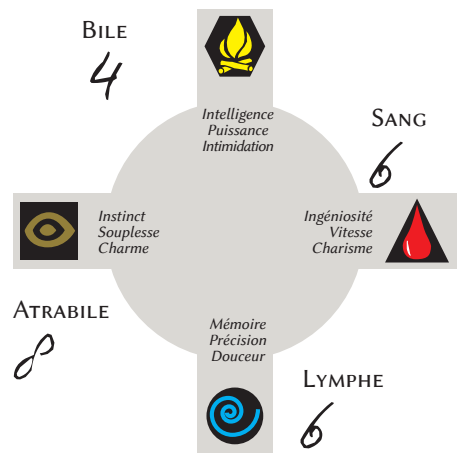 BILE
4
Intelligence
Puissance
Intimidation
SANG
6
Instinct
Souplesse
Charme
Ingéniosité
Vitesse
Charisme
ATRABILE
8
Mémoire
Précision
Douceur
LYMPHE
6